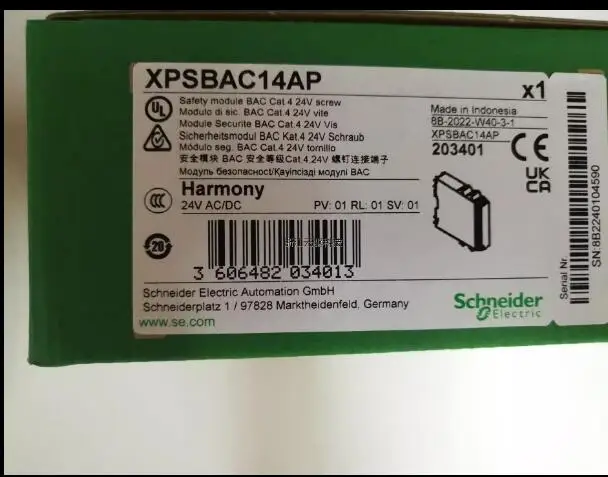 XPSBAC14AP
x1
Safety module BAC Cat.4 24V screw
Modulo di sic. BAC Cat.4 24V vite
Module Securite BAC Cat.4 24V Vis
Sicherheitsmodul BAC Kat.4 24V Schraub
Módulo seg. BAC Cat.4 24V tornillo
安全模块 BAC 安全等级Cat.4 24V 螺钉连接端子
Модуль безопасност/Қауіпсізді модулі BAC
Made in Indonesia
8B-2022-W40-3-1
XPSBAC14AP
203401
CE
UK
CA
UL
CCC
20
Harmony
24V AC/DC
PV: 01 RL: 01 SV: 01
3 606482 034013
Schneider Electric Automation GmbH
Schneiderplatz 1 / 97828 Marktheidenfeld, Germany
www.se.com
Schneider
Electric
Serial Nr.
SN:8B2240104590